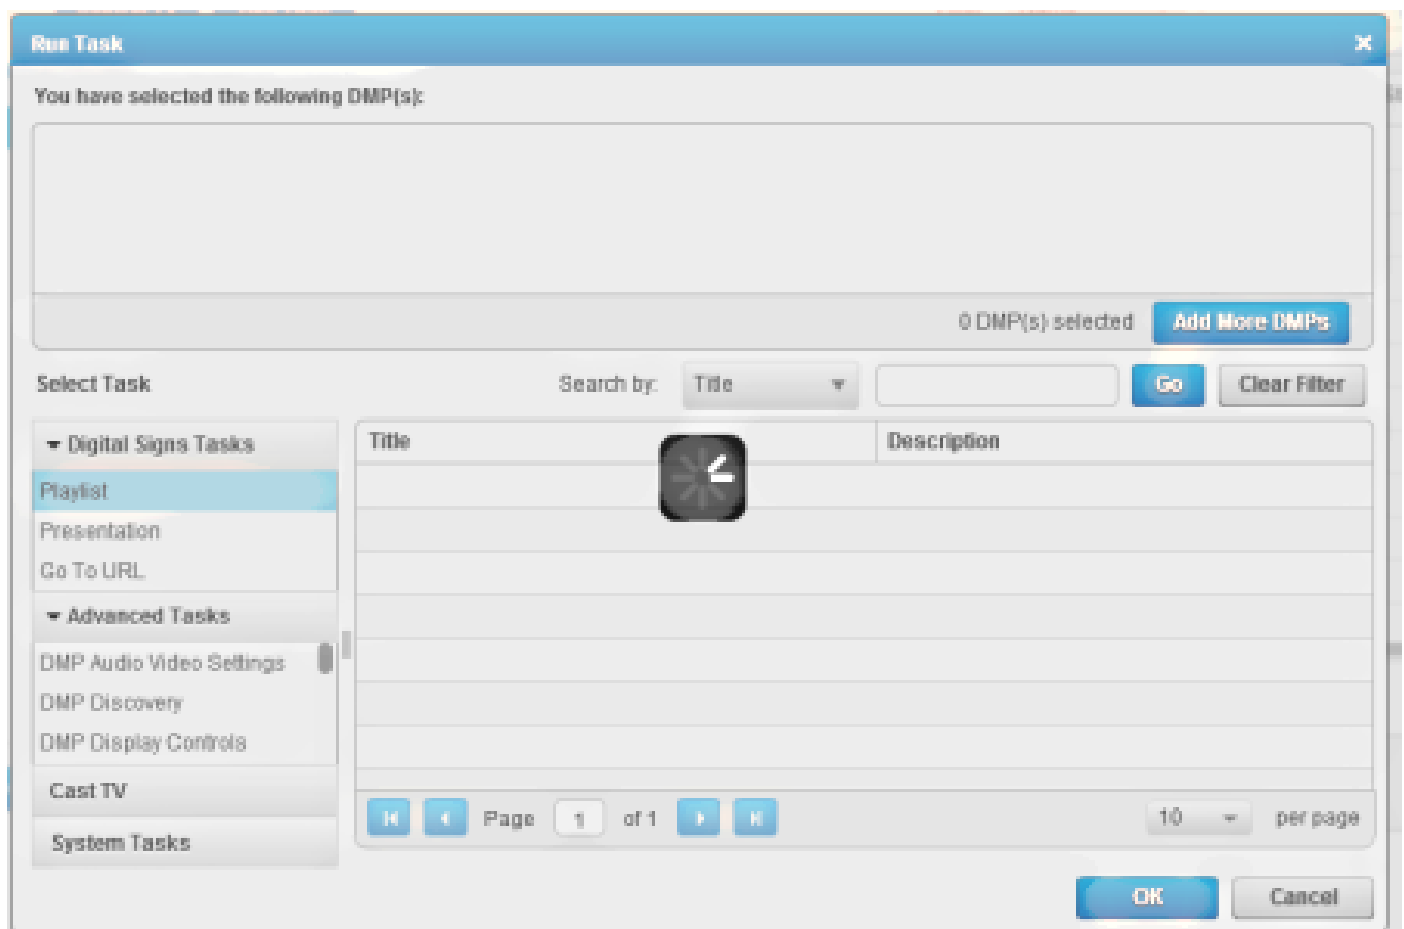 Run Task
You have selected the following DMP(s):
0 DMP(s) selected Add More DMPs
Select Task Search by: Title Go Clear Filter
Digital Signs Tasks Title Description
Playlist
Presentation
Go To URL
Advanced Tasks
DMP Audio Video Settings
DMP Discovery
DMP Display Controls
Cast TV
System Tasks
Page 1 of 1 10 per page
OK Cancel